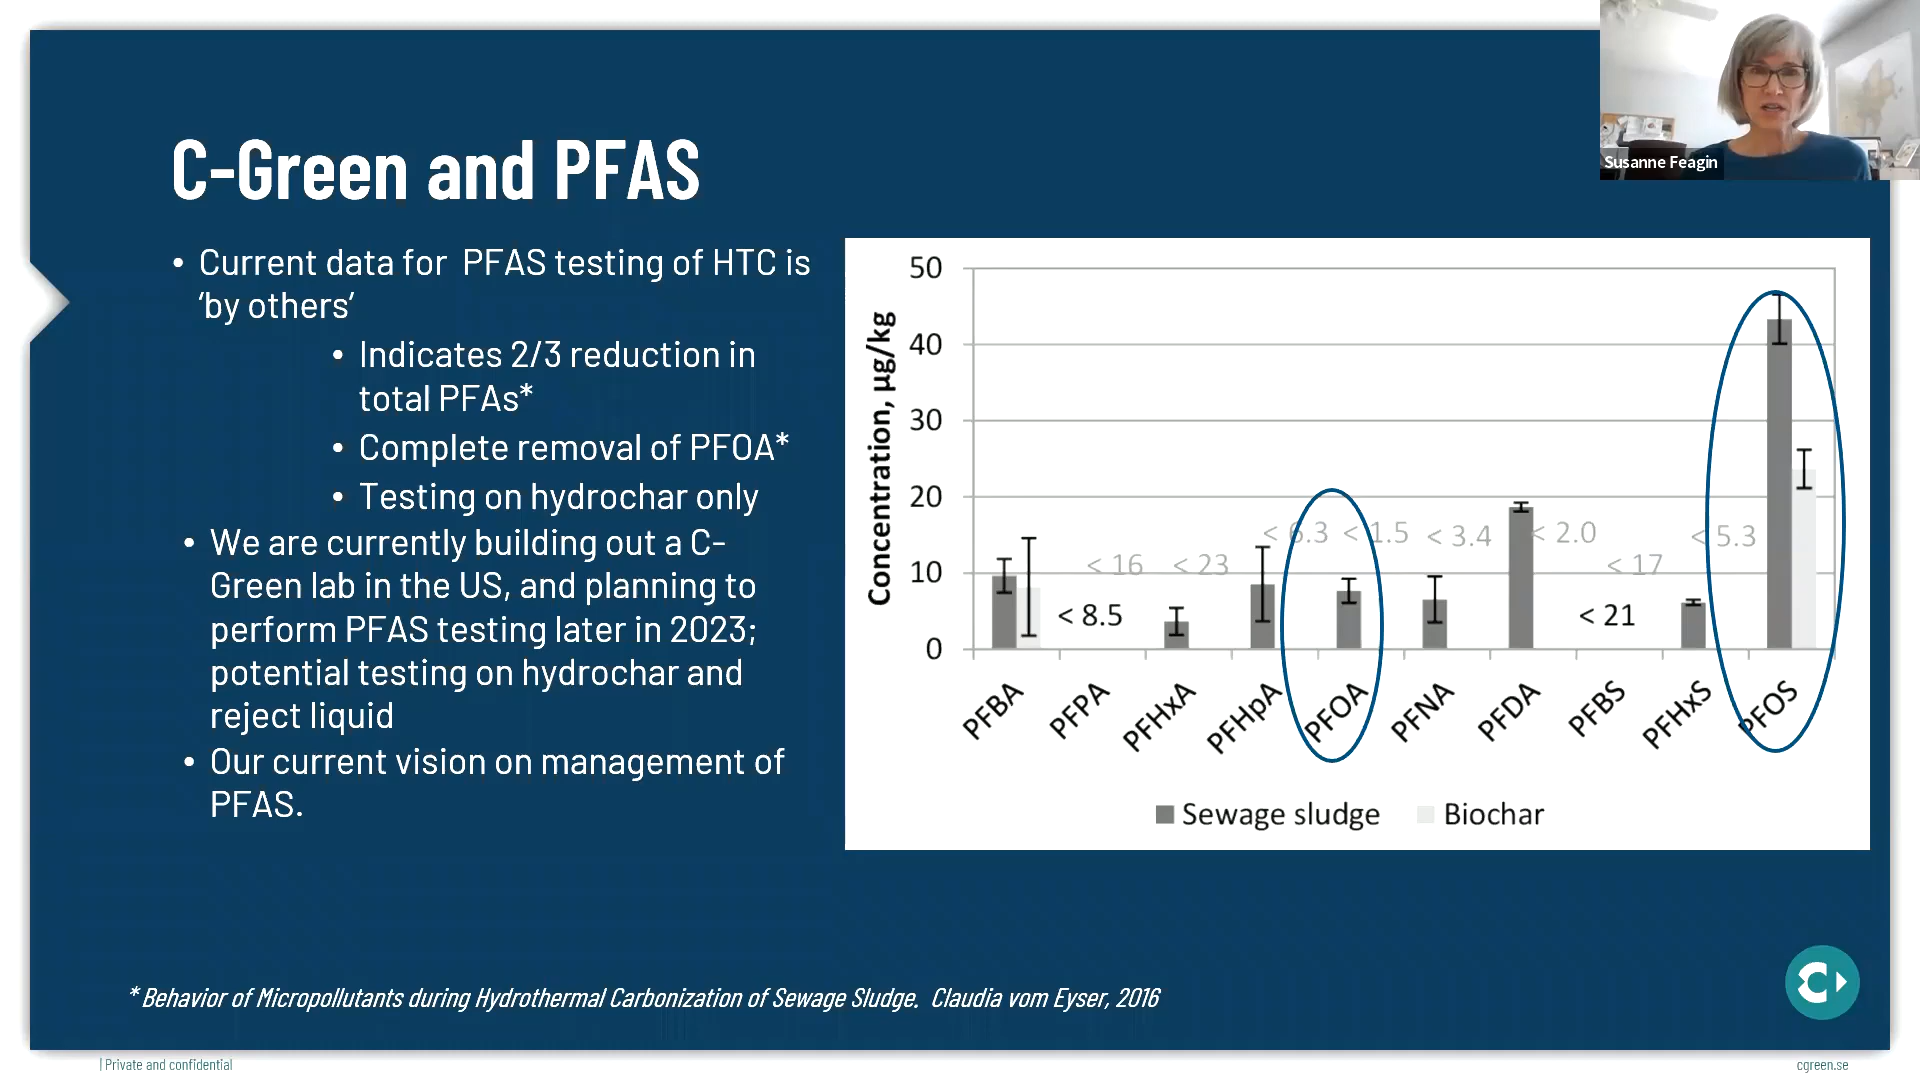 Susanne Feagin
C-Green and PFAS
• Current data for PFAS testing of HTC is
‘by others’
• Indicates 2/3 reduction in
total PFAs*
• Complete removal of PFOA*
• Testing on hydrochar only
• We are currently building out a C-
Green lab in the US, and planning to
perform PFAS testing later in 2023;
potential testing on hydrochar and
reject liquid
• Our current vision on management of
PFAS.
Concentration, µg/kg
50
40
30
20
10
0
< 6.3 < 1.5 < 3.4 < 2.0 < 5.3
< 16 < 23 < 17
< 8.5 < 21
PFBA PFPA PFHxA PFHpA PFOA PFNA PFDA PFBS PFHxS PFOS
Sewage sludge Biochar
* Behavior of Micropollutants during Hydrothermal Carbonization of Sewage Sludge. Claudia vom Eyser, 2016
| Private and confidential
cgreen.se